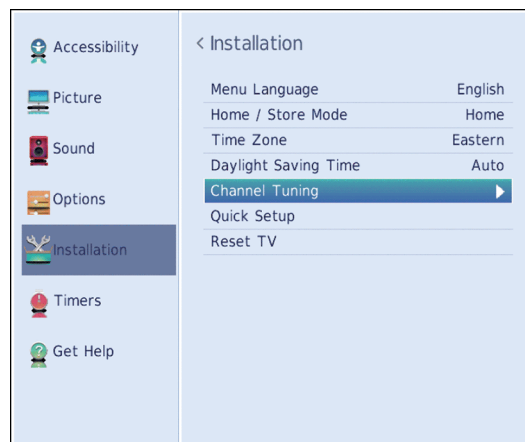 Accessibility
Picture
Sound
Options
Installation
Timers
Get Help
< Installation
Menu Language English
Home / Store Mode Home
Time Zone Eastern
Daylight Saving Time Auto
Channel Tuning
Quick Setup
Reset TV